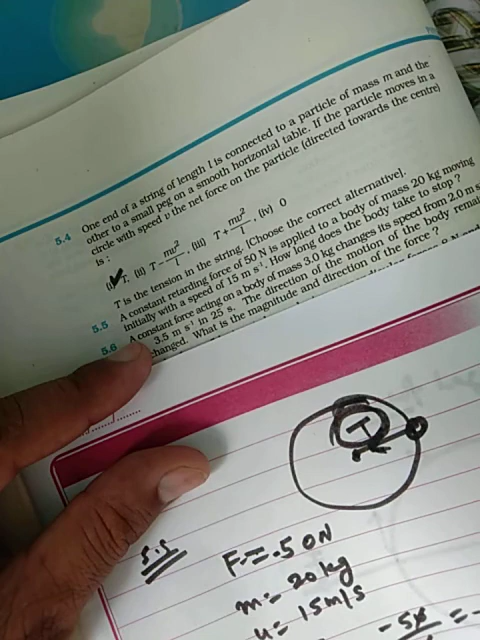 5.4 One end of a string of length l is connected to a particle of mass m and the
other to a small peg on a smooth horizontal table. If the particle moves in a
circle with speed v the net force on the particle (directed towards the centre)
is :
(i) T, (ii) T - mv²/l, (iii) T + mv²/l, (iv) 0
T is the tension in the string. [Choose the correct alternative].
5.5 A constant retarding force of 50 N is applied to a body of mass 20 kg moving
initially with a speed of 15 m s⁻¹. How long does the body take to stop ?
5.6 A constant force acting on a body of mass 3.0 kg changes its speed from 2.0 m s
3.5 m s⁻¹ in 25 s. The direction of the motion of the body remai
changed. What is the magnitude and direction of the force ?
T
5.5
F = -50N
m = 20kg
u = 15m/s